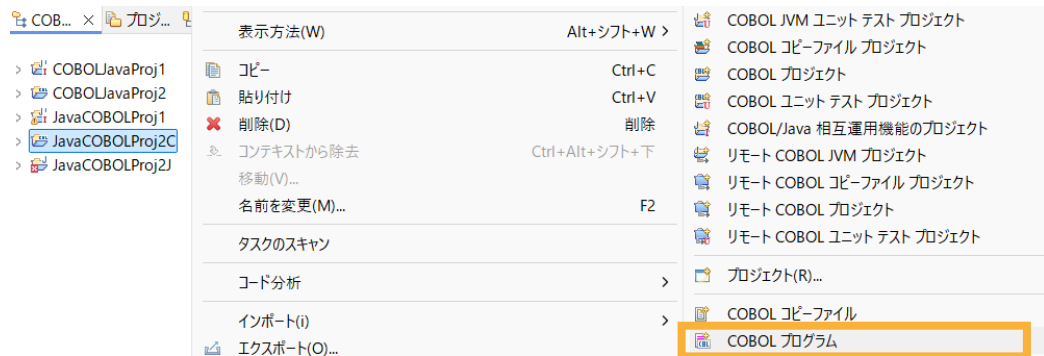 COB... × プロジ...
COBOLJavaProj1
COBOLJavaProj2
JavaCOBOLProj1
JavaCOBOLProj2C
JavaCOBOLProj2J
表示方法(W) Alt+シフト+W >
コピー Ctrl+C
貼り付け Ctrl+V
削除(D) 削除
コンテキストから除去 Ctrl+Alt+シフト+下
移動(V)...
名前を変更(M)... F2
タスクのスキャン
コード分析 >
インポート(i) >
エクスポート(O)...
COBOL JVM ユニット テスト プロジェクト
COBOL コピーファイル プロジェクト
COBOL プロジェクト
COBOL ユニット テスト プロジェクト
COBOL/Java 相互運用機能のプロジェクト
リモート COBOL JVM プロジェクト
リモート COBOL コピーファイル プロジェクト
リモート COBOL プロジェクト
リモート COBOL ユニット テスト プロジェクト
プロジェクト(R)...
COBOL コピーファイル
COBOL プログラム